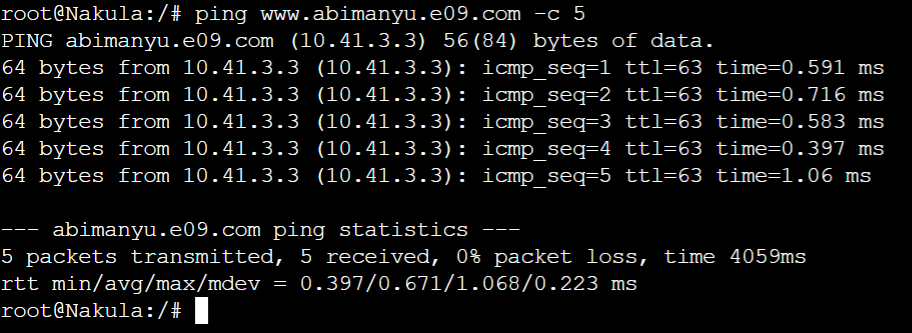 root@Nakula:/# ping www.abimanyu.e09.com -c 5
PING abimanyu.e09.com (10.41.3.3) 56(84) bytes of data.
64 bytes from 10.41.3.3 (10.41.3.3): icmp_seq=1 ttl=63 time=0.591 ms
64 bytes from 10.41.3.3 (10.41.3.3): icmp_seq=2 ttl=63 time=0.716 ms
64 bytes from 10.41.3.3 (10.41.3.3): icmp_seq=3 ttl=63 time=0.583 ms
64 bytes from 10.41.3.3 (10.41.3.3): icmp_seq=4 ttl=63 time=0.397 ms
64 bytes from 10.41.3.3 (10.41.3.3): icmp_seq=5 ttl=63 time=1.06 ms
--- abimanyu.e09.com ping statistics ---
5 packets transmitted, 5 received, 0% packet loss, time 4059ms
rtt min/avg/max/mdev = 0.397/0.671/1.068/0.223 ms
root@Nakula:/#